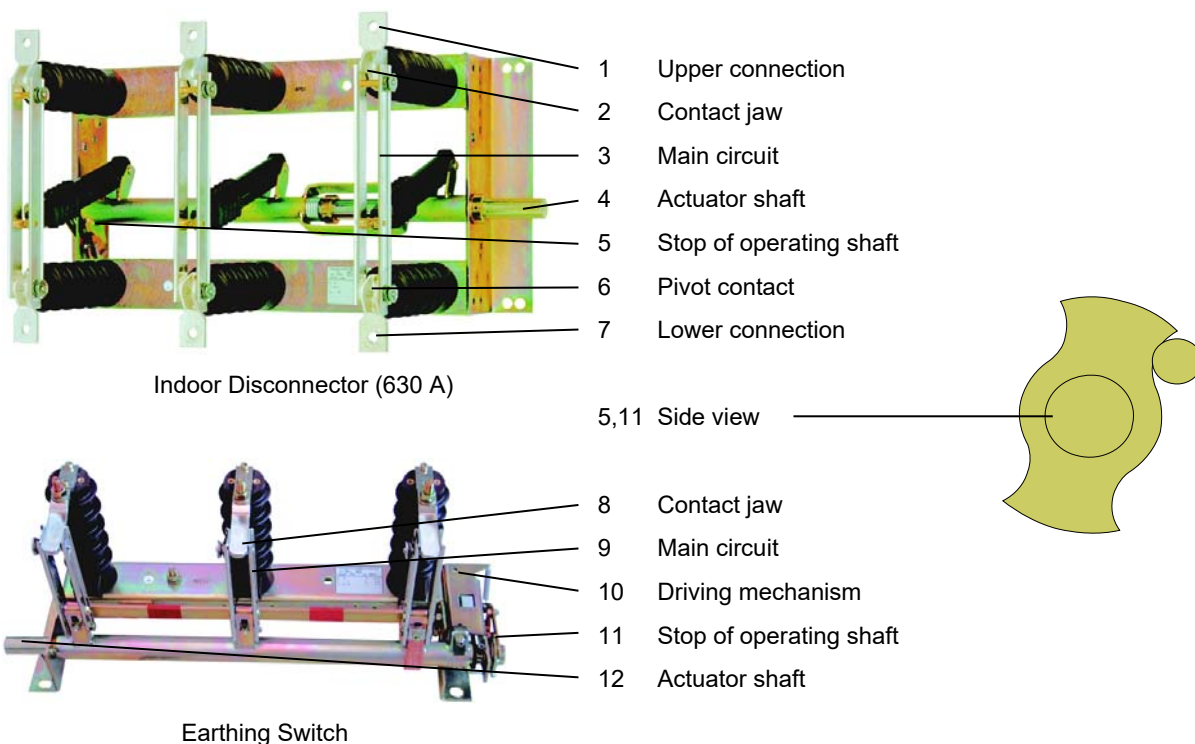 1 Upper connection
2 Contact jaw
3 Main circuit
4 Actuator shaft
5 Stop of operating shaft
6 Pivot contact
7 Lower connection
Indoor Disconnector (630 A)
5,11 Side view
8 Contact jaw
9 Main circuit
10 Driving mechanism
11 Stop of operating shaft
12 Actuator shaft
Earthing Switch